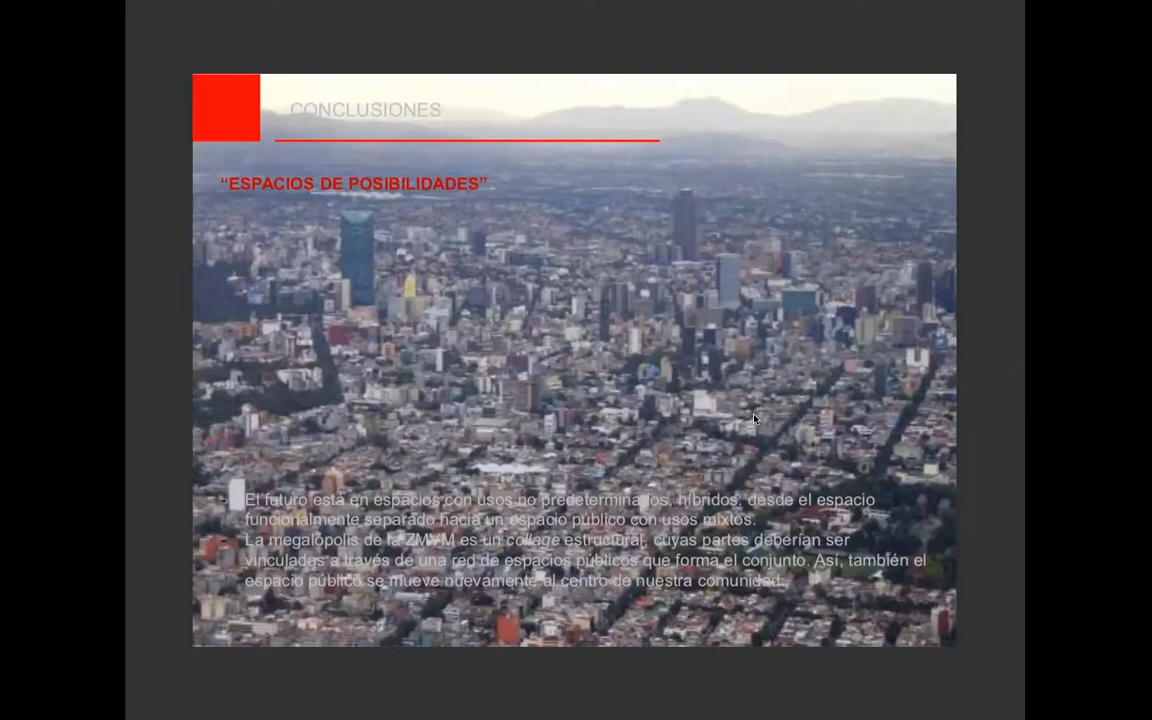 CONCLUSIONES
“ESPACIOS DE POSIBILIDADES”
El futuro está en espacios con usos no predeterminados, híbridos: desde el espacio
funcionalmente separado hacia un espacio público con usos mixtos.
La megalópolis de la ZMVM es un collage estructural, cuyas partes deberían ser
vinculadas a través de una red de espacios públicos que forma el conjunto. Así, también el
espacio público se mueve nuevamente al centro de nuestra comunidad.